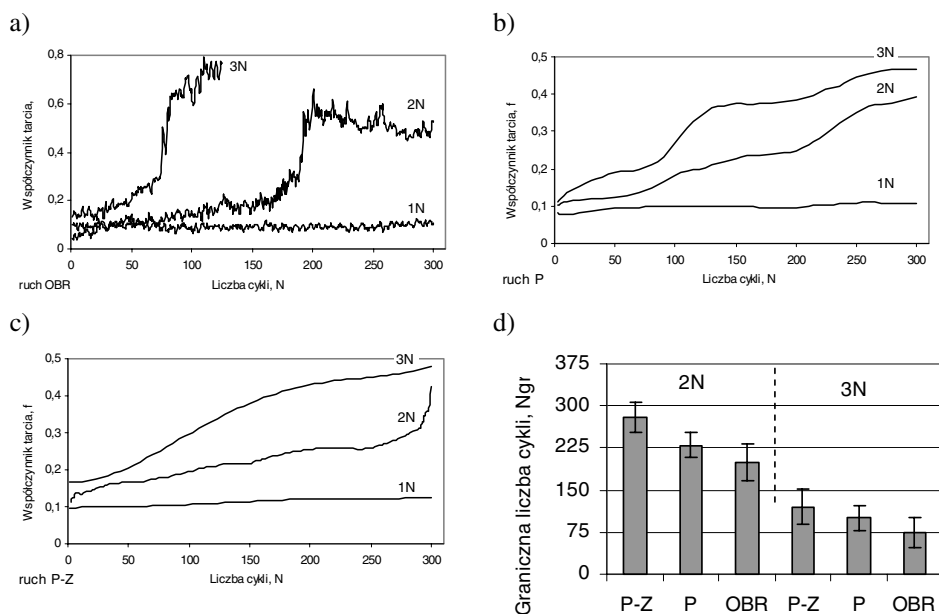 a)
Współczynnik tarcia,
0,8
0,6
0,4
0,2
0
3N
2N
1N
0 50 100 150 200 250 300
ruch OBR
Liczba cykli, N
b)
Współczynnik tarcia, f
0,5
0,4
0,3
0,2
0,1
0
3N
2N
1N
0 50 100 150 200 250 300
ruch P
Liczba cykli, N
c)
Współczynnik tarcia, f
0,5
0,4
0,3
0,2
0,1
0
3N
2N
1N
0 50 100 150 200 250 300
ruch P-Z
Liczba cykli, N
d)
Graniczna liczba cykli, Ngr
375
300
225
150
75
0
2N 3N
P-Z P OBR P-Z P OBR